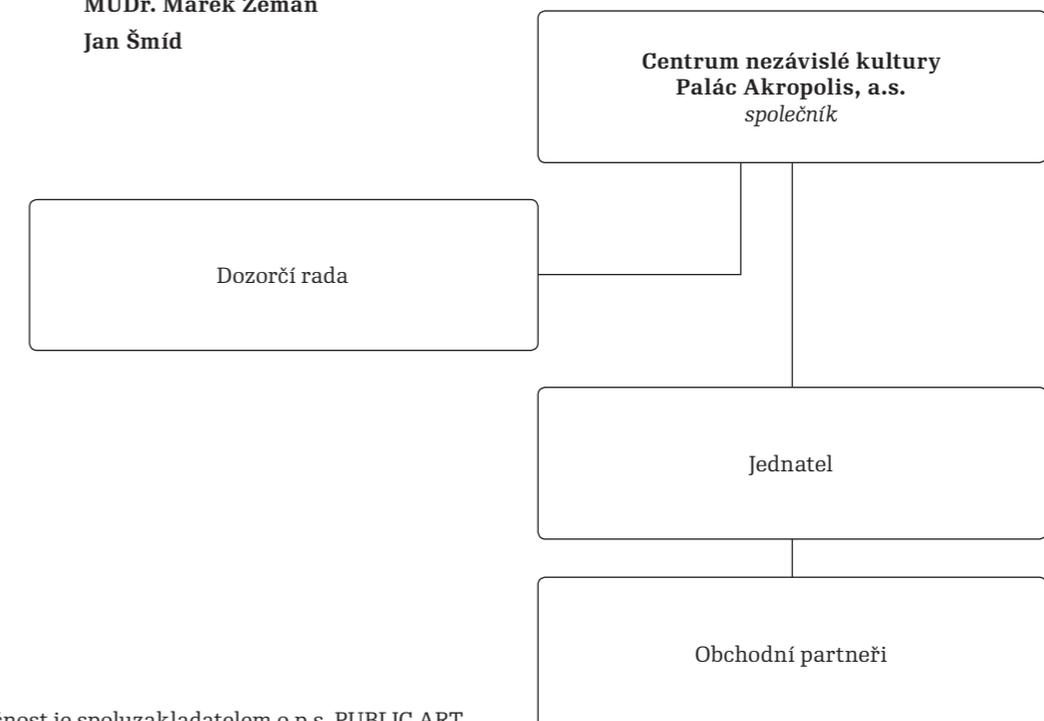 MUDr. Marek Zeman
Jan Šmíd
Centrum nezávislé kultury
Palác Akropolis, a.s.
společník
Dozorčí rada
Jednatel
Obchodní partneři
je spoluzakladatelem o.p.s. PUBLIC ART